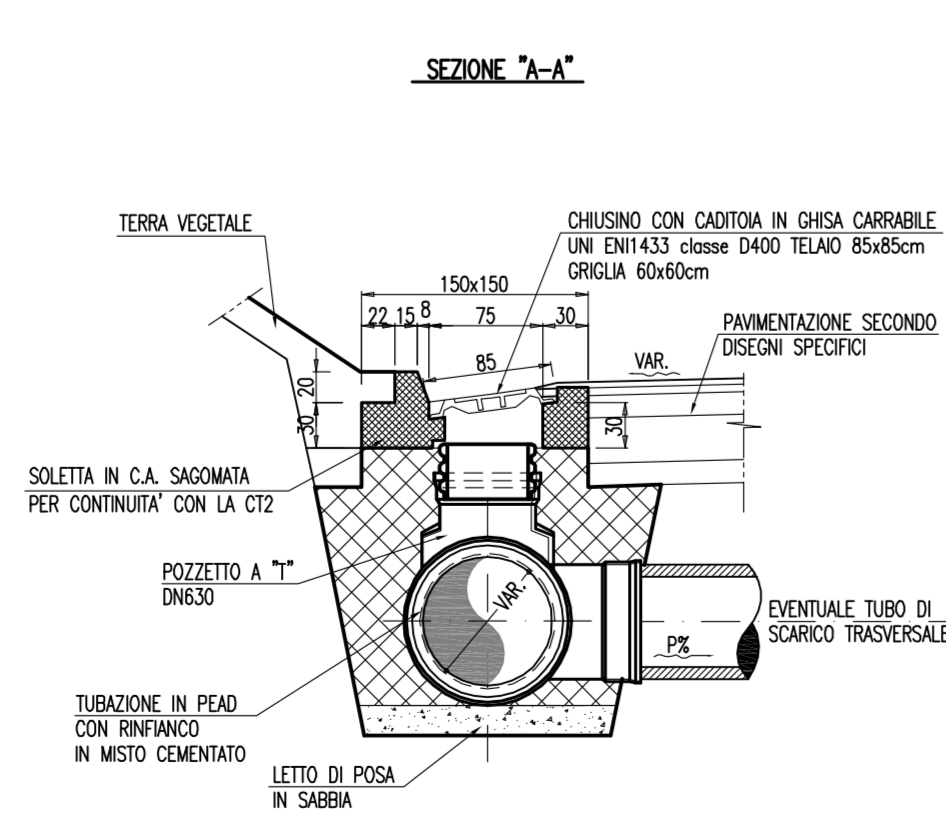 SEZIONE "A-A"
TERRA VEGETALE
CHIUSINO CON CADITOIA IN GHISA CARRABILE
UNI ENI1433 classe D400 TELAIO 85x85cm
GRIGLIA 60x60cm
150x150
22 15 8 75 30
PAVIMENTAZIONE SECONDO
DISEGNI SPECIFICI
VAR.
85
20
30
30
SOLETTA IN C.A. SAGOMATA
PER CONTINUITA' CON LA CT2
POZZETTO A "T"
DN630
VAR.
EVENTUALE TUBO DI
SCARICO TRASVERSALE
P%
TUBAZIONE IN PEAD
CON RINFIANCO
IN MISTO CEMENTATO
LETTO DI POSA
IN SABBIA